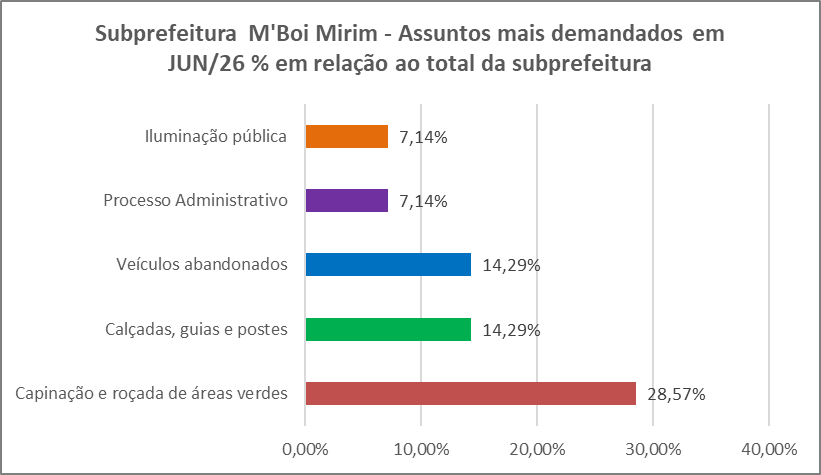 Subprefeitura M'Boi Mirim - Assuntos mais demandados em
JUN/26 % em relação ao total da subprefeitura
Iluminação pública
7,14%
Processo Administrativo
7,14%
Veículos abandonados
14,29%
Calçadas, guias e postes
14,29%
Capinação e roçada de áreas verdes
28,57%
0,00% 10,00% 20,00% 30,00% 40,00%